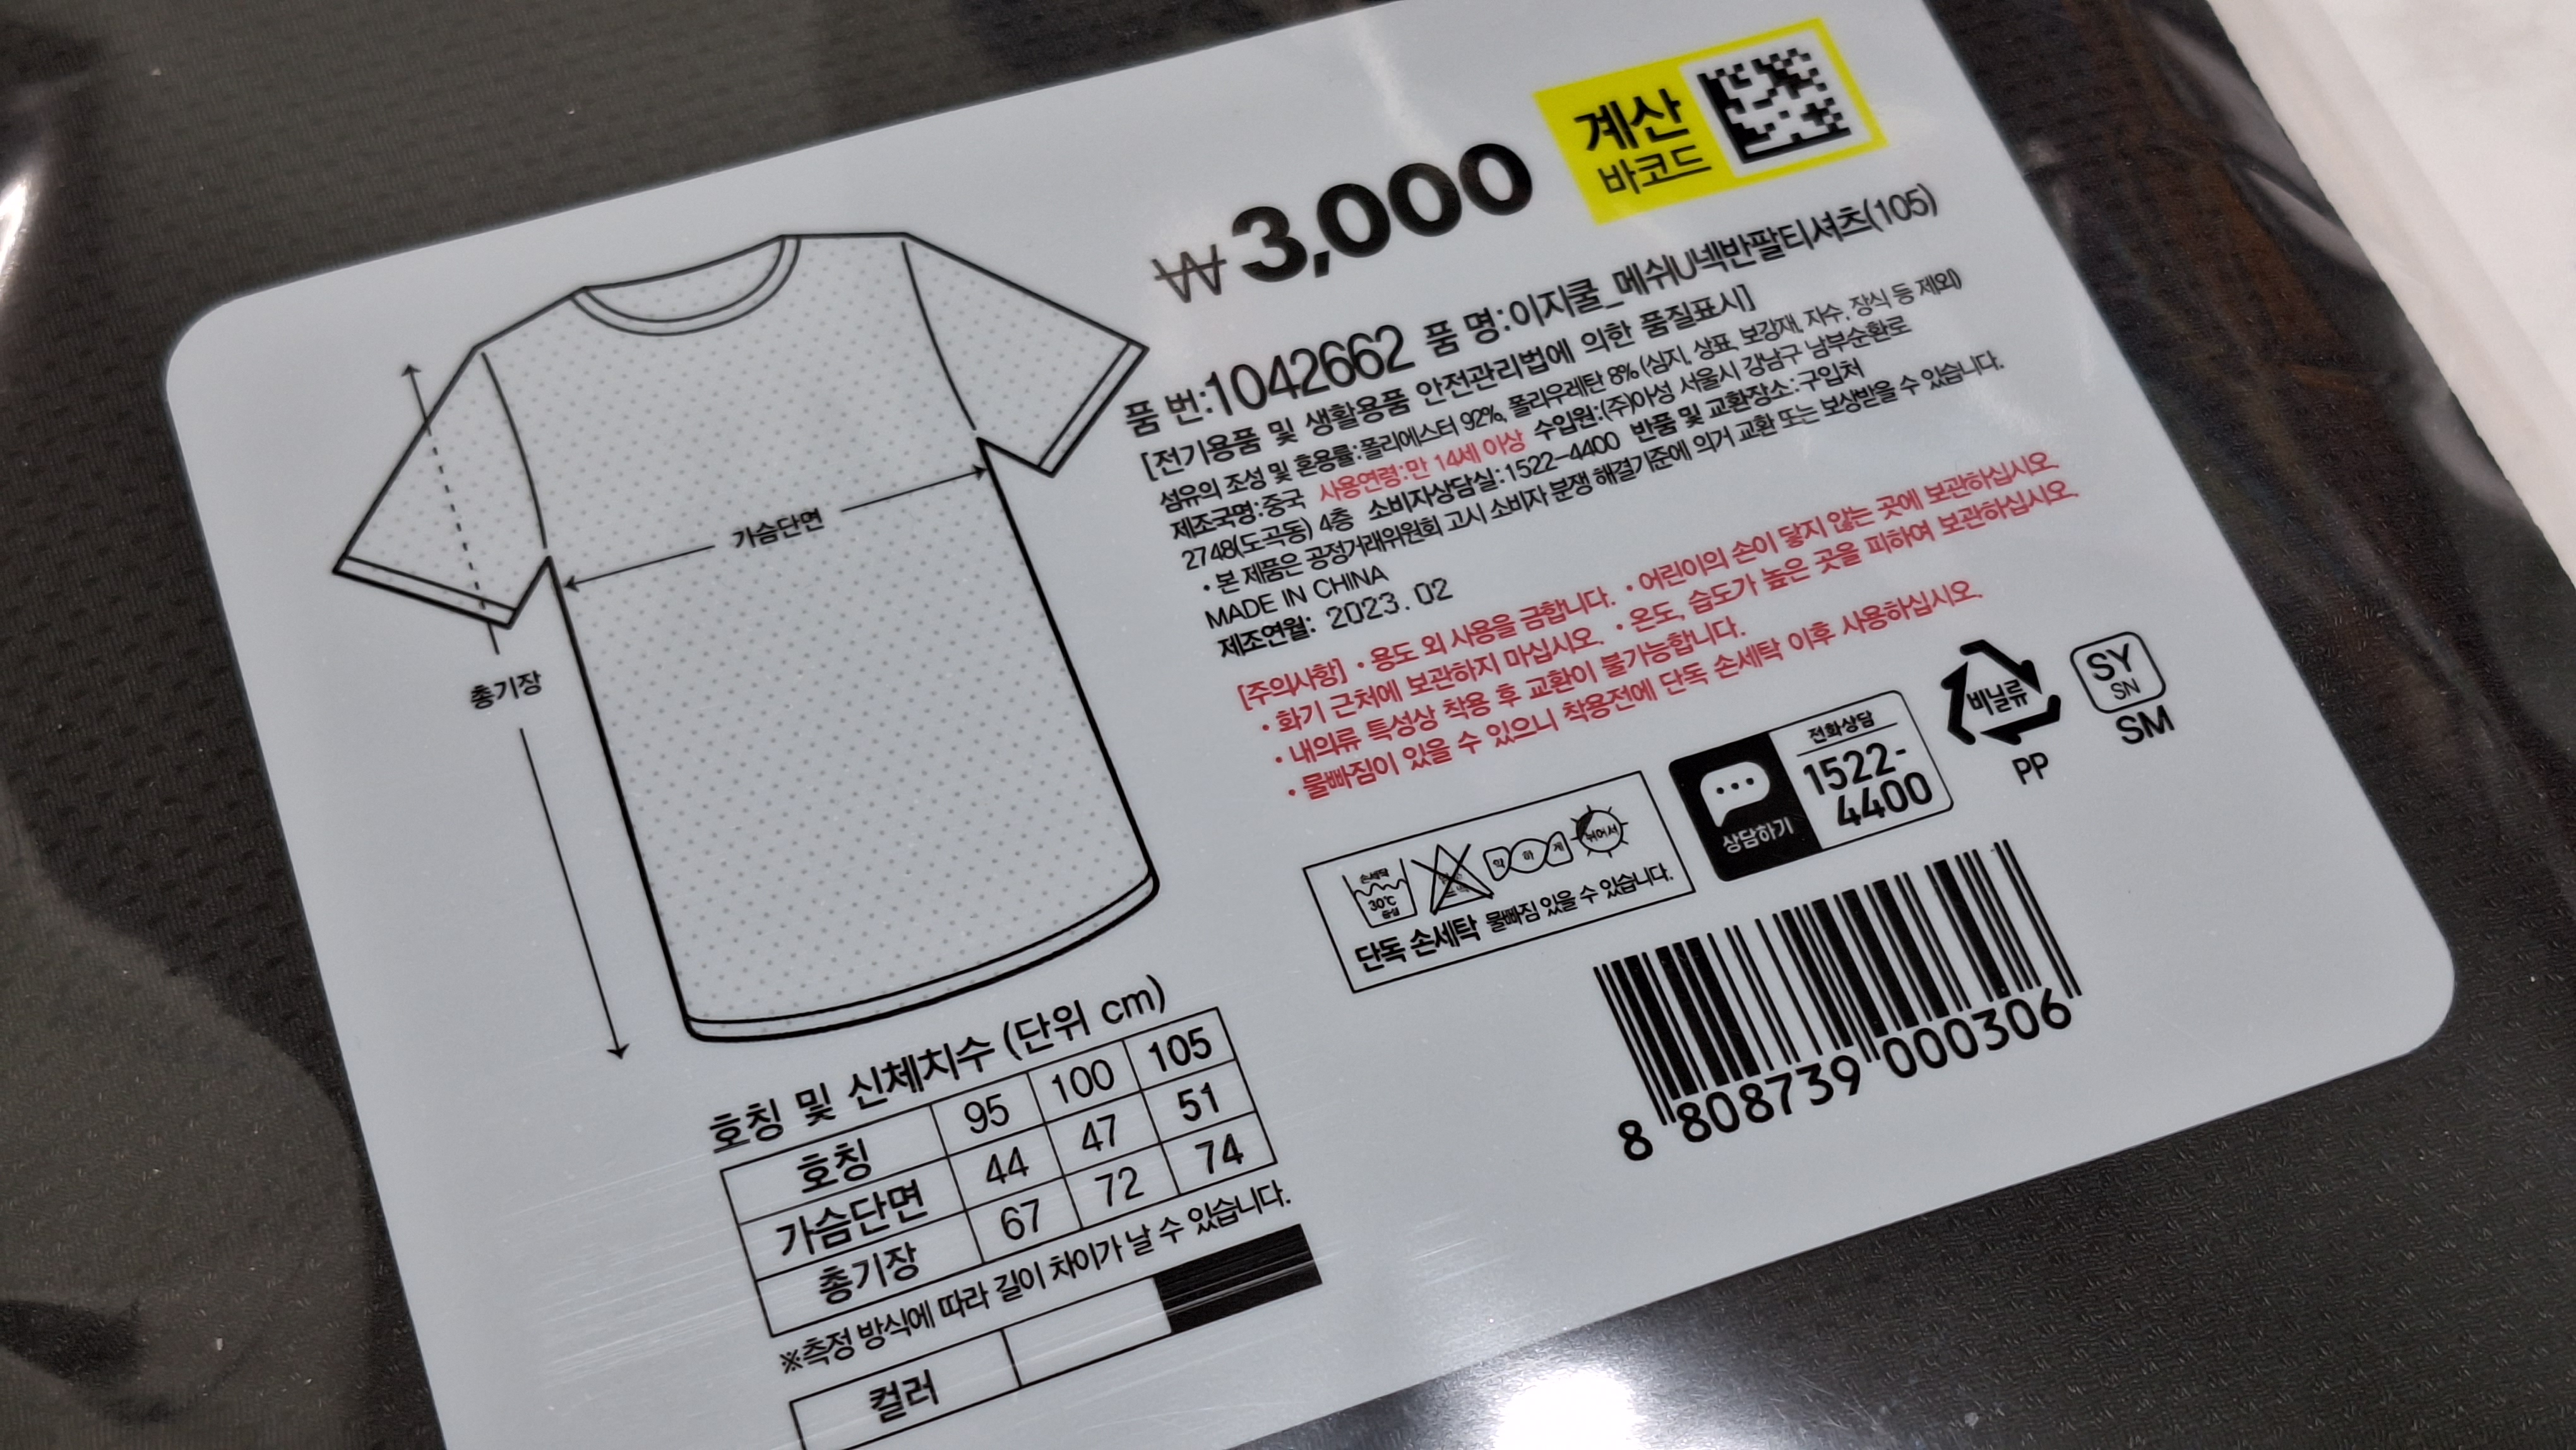 ₩3,000
계산
바코드
품 번:1042662 품 명:이지쿨_메쉬U넥반팔티셔츠(105)
[전기용품 및 생활용품 안전관리법에 의한 품질표시]
섬유의 조성 및 혼용률:폴리에스터 92%, 폴리우레탄 8% (심지, 상표, 보강재, 자수, 장식 등 제외)
제조국명:중국 사용연령:만 14세 이상 수입원:(주)아성 서울시 강남구 남부순환로
2748(도곡동) 4층 소비자상담실:1522-4400 반품 및 교환장소:구입처
• 본 제품은 공정거래위원회 고시 소비자 분쟁 해결기준에 의거 교환 또는 보상받을 수 있습니다.
MADE IN CHINA
제조연월: 2023.02
[주의사항] • 용도 외 사용을 금합니다. • 어린이의 손이 닿지 않는 곳에 보관하십시오.
• 화기 근처에 보관하지 마십시오. • 온도, 습도가 높은 곳을 피하여 보관하십시오.
• 내의류 특성상 착용 후 교환이 불가능합니다.
• 물빠짐이 있을 수 있으니 착용전에 단독 손세탁 이후 사용하십시오.
가슴단면
총기장
손세탁
30℃
중성
약 하 게
뉘어서
단독 손세탁 물빠짐 있을 수 있습니다.
상담하기
전화상담
1522-
4400
비닐류
PP
SY
SN
SM
8 808739 000306
호칭 및 신체치수 (단위 cm)
호칭 95 100 105
가슴단면 44 47 51
총기장 67 72 74
※측정 방식에 따라 길이 차이가 날 수 있습니다.
컬러